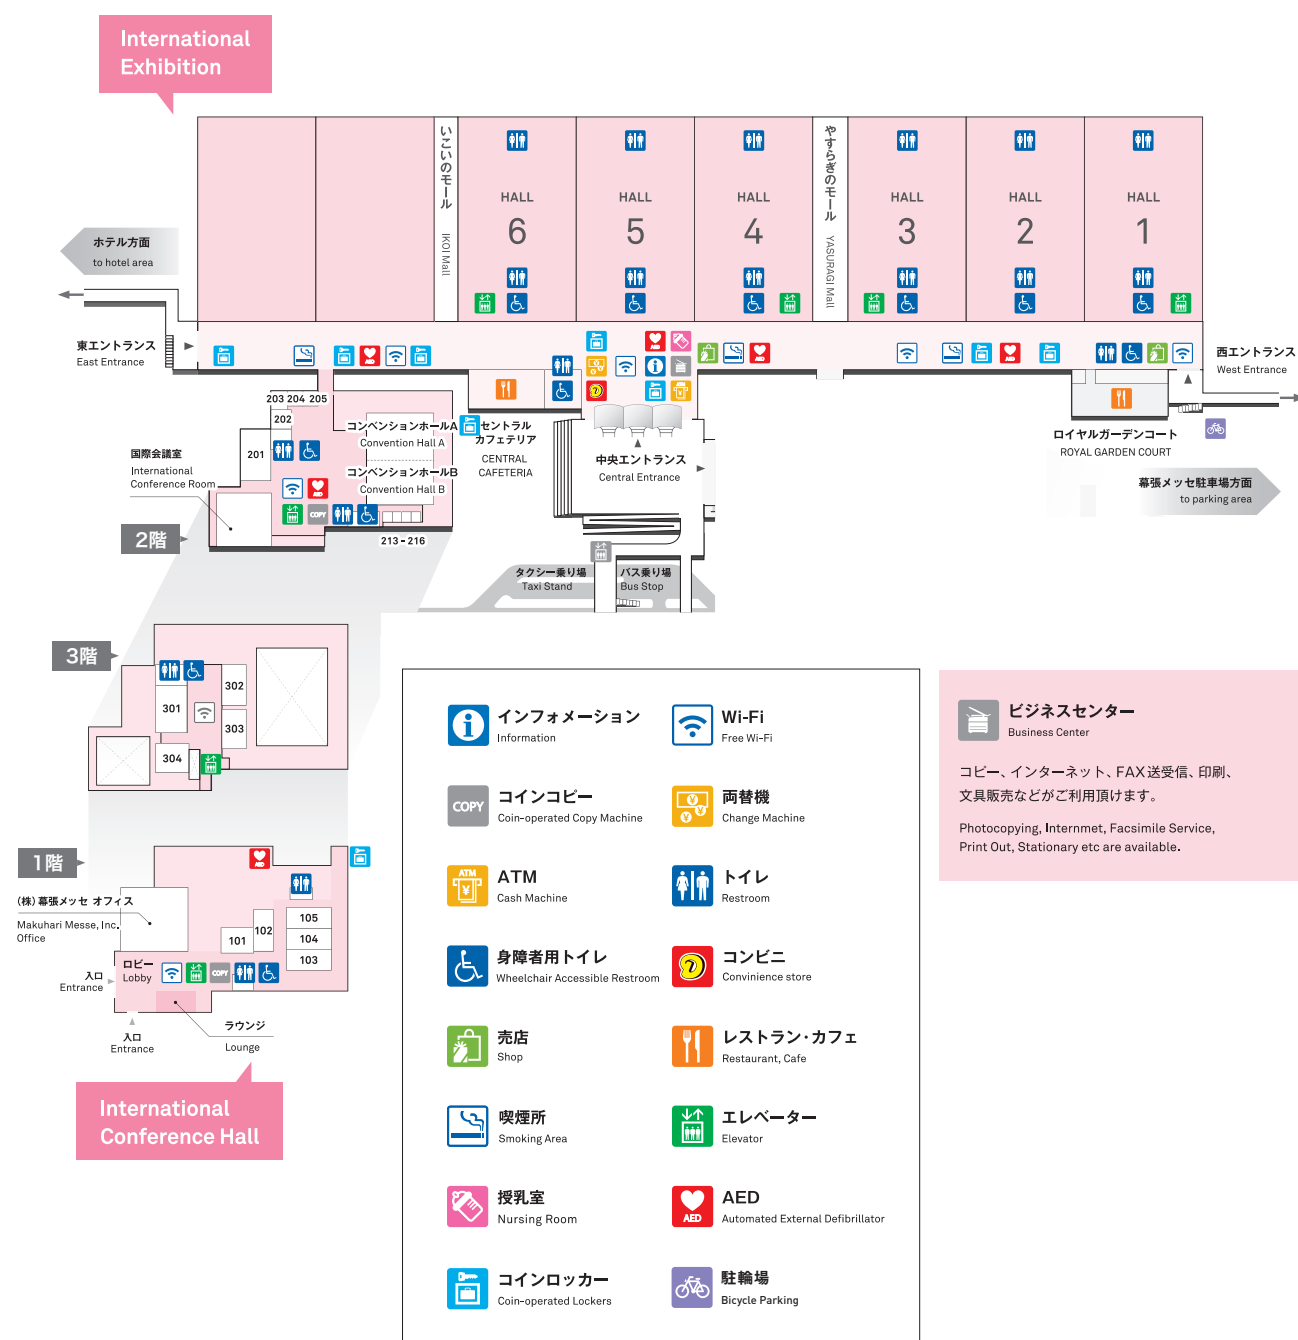 International
Exhibition
いこいのモール
IKOI Mall
HALL
6
HALL
5
HALL
4
やすらぎのモール
YASURAGI Mall
HALL
3
HALL
2
HALL
1
ホテル方面
to hotel area
東エントランス
East Entrance
西エントランス
West Entrance
AED
AED
AED
AED
ATM
203 204 205
202
201
コンベンションホールA
Convention Hall A
コンベンションホールB
Convention Hall B
国際会議室
International
Conference Room
AED
COPY
213 - 216
2階
セントラル
カフェテリア
CENTRAL
CAFETERIA
中央エントランス
Central Entrance
ロイヤルガーデンコート
ROYAL GARDEN COURT
幕張メッセ駐車場方面
to parking area
タクシー乗り場
Taxi Stand
バス乗り場
Bus Stop
3階
301
302
303
304
1階
AED
(株)幕張メッセ オフィス
Makuhari Messe, Inc.
Office
101
102
105
104
103
ロビー
Lobby
COPY
入口
Entrance
入口
Entrance
ラウンジ
Lounge
International
Conference Hall
インフォメーション
Information
Wi-Fi
Free Wi-Fi
COPY
コインコピー
Coin-operated Copy Machine
両替機
Change Machine
ATM
ATM
Cash Machine
トイレ
Restroom
身障者用トイレ
Wheelchair Accessible Restroom
コンビニ
Convinience store
売店
Shop
レストラン・カフェ
Restaurant, Cafe
喫煙所
Smoking Area
エレベーター
Elevator
授乳室
Nursing Room
AED
AED
Automated External Defibrillator
コインロッカー
Coin-operated Lockers
駐輪場
Bicycle Parking
ビジネスセンター
Business Center
コピー、インターネット、FAX送受信、印刷、
文具販売などがご利用頂けます。
Photocopying, Internmet, Facsimile Service,
Print Out, Stationary etc are available.